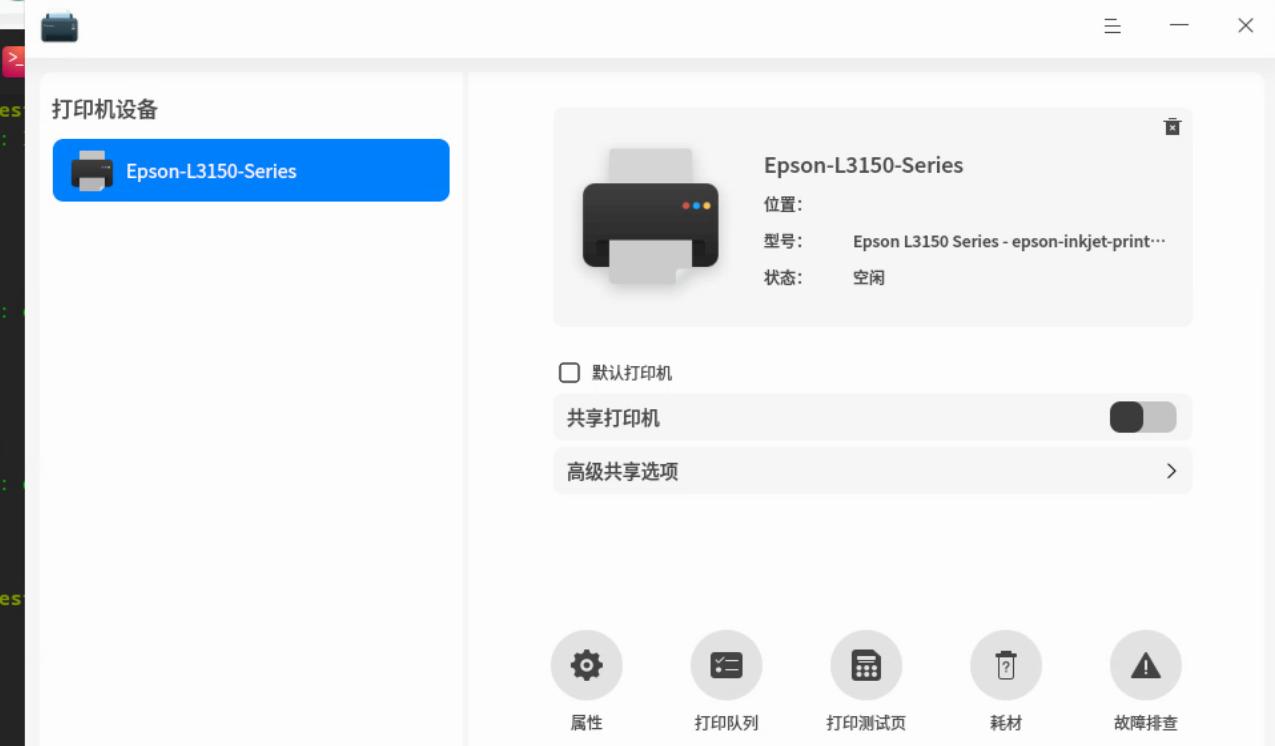 打印机设备
Epson-L3150-Series
Epson-L3150-Series
位置：
型号： Epson L3150 Series - epson-inkjet-print…
状态： 空闲
默认打印机
共享打印机
高级共享选项
属性 打印队列 打印测试页 耗材 故障排查